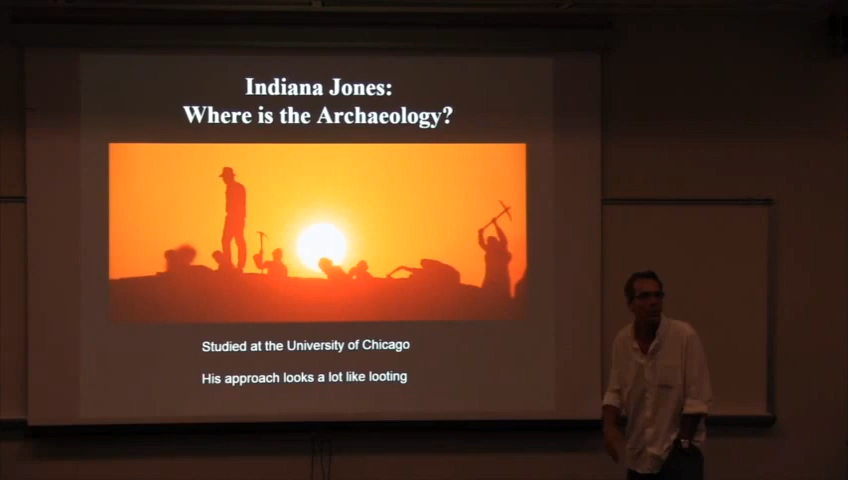 Indiana Jones:
Where is the Archaeology?
Studied at the University of Chicago
His approach looks a lot like looting